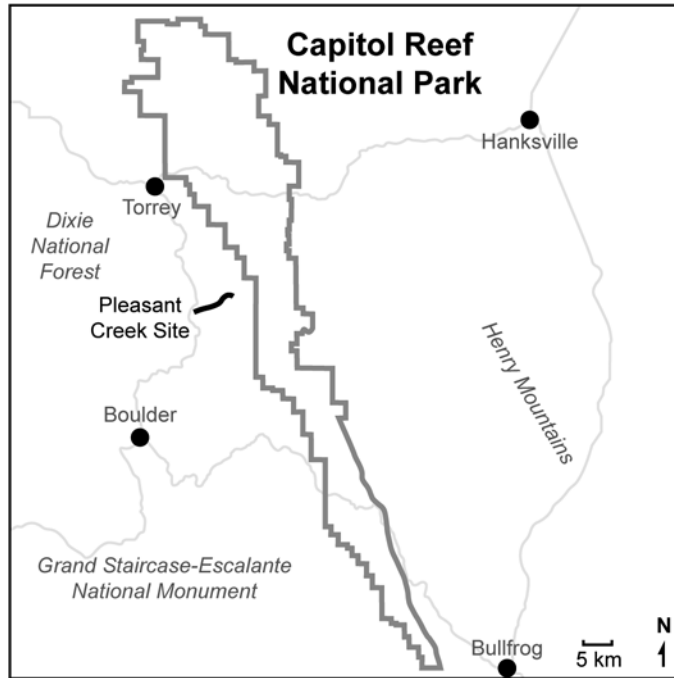 Capitol Reef
National Park
Hanksville
Torrey
Dixie
National
Forest
Pleasant
Creek Site
Henry Mountains
Boulder
Grand Staircase-Escalante
National Monument
Bullfrog
5 km
N